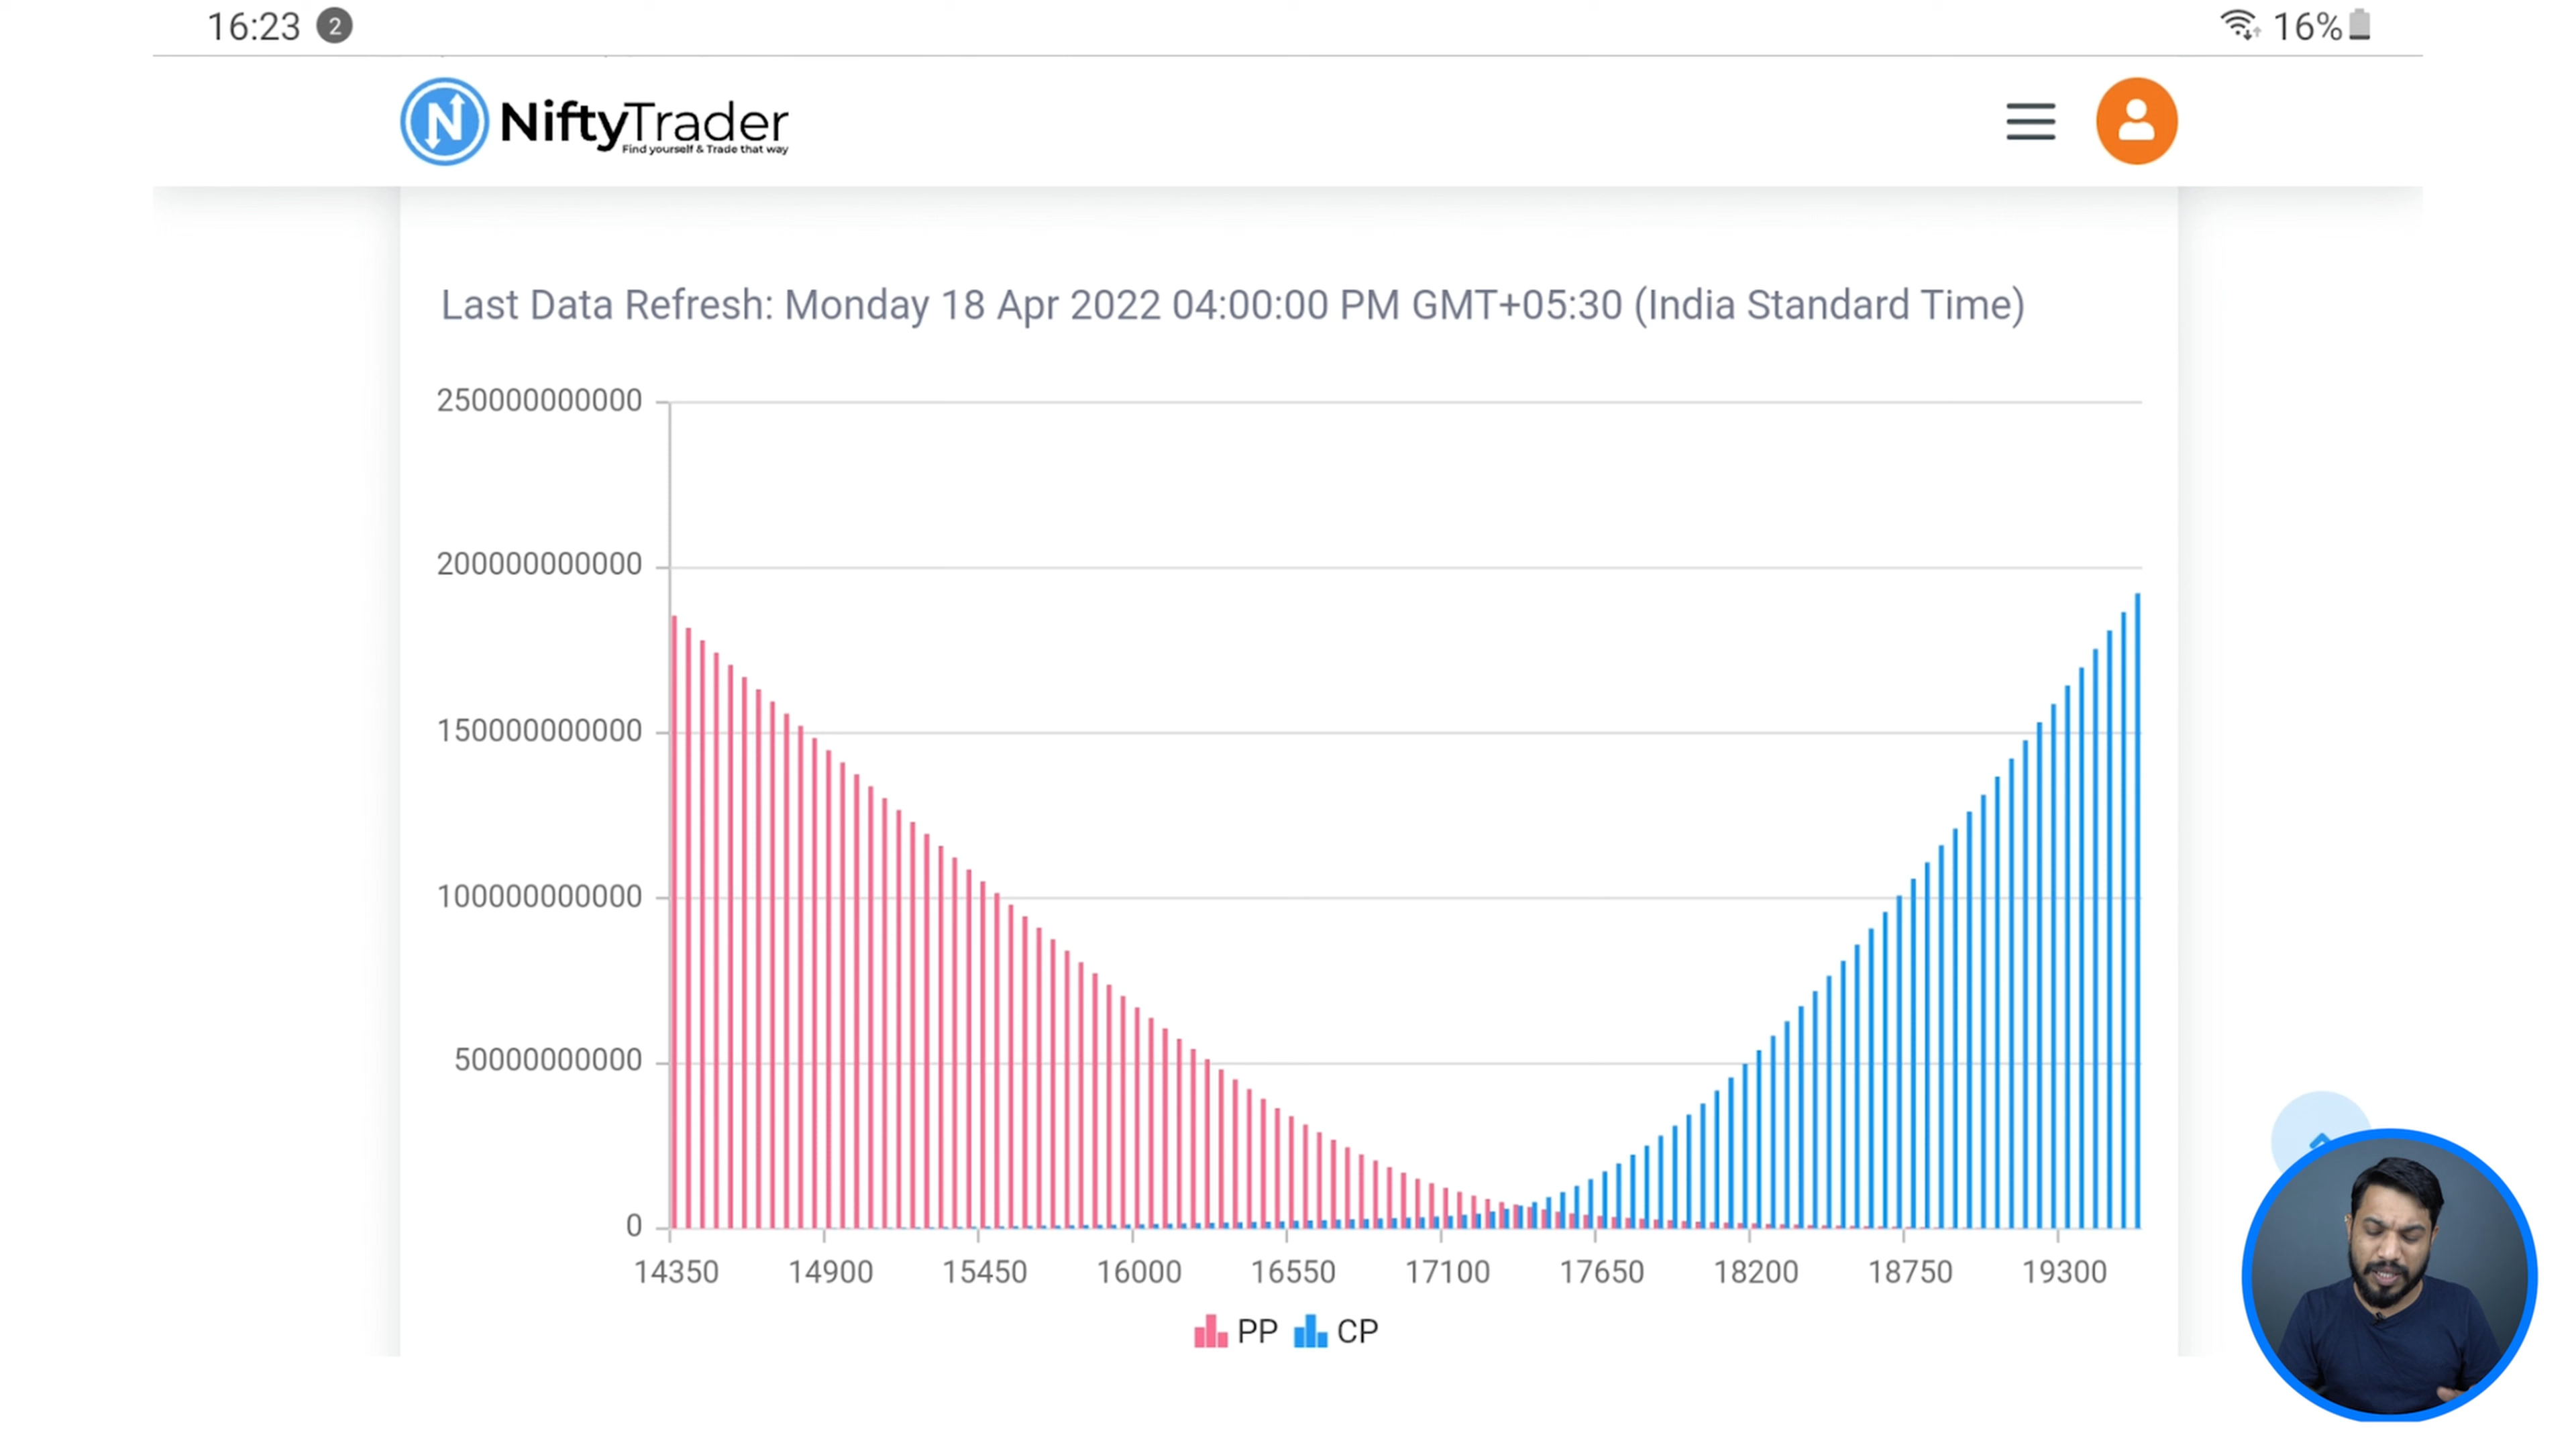 16:23 2 16%
NiftyTrader
Find yourself & Trade that way
Last Data Refresh: Monday 18 Apr 2022 04:00:00 PM GMT+05:30 (India Standard Time)
250000000000
200000000000
150000000000
100000000000
50000000000
0
14350 14900 15450 16000 16550 17100 17650 18200 18750 19300
PP CP